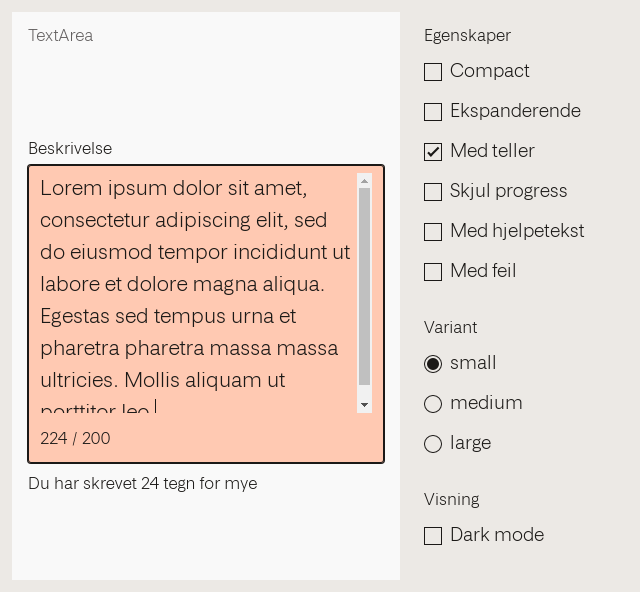 TextArea
Beskrivelse
Lorem ipsum dolor sit amet,
consectetur adipiscing elit, sed
do eiusmod tempor incididunt ut
labore et dolore magna aliqua.
Egestas sed tempus urna et
pharetra pharetra massa massa
ultricies. Mollis aliquam ut
porttitor leo
224 / 200
Du har skrevet 24 tegn for mye
Egenskaper
Compact
Ekspanderende
Med teller
Skjul progress
Med hjelpetekst
Med feil
Variant
small
medium
large
Visning
Dark mode